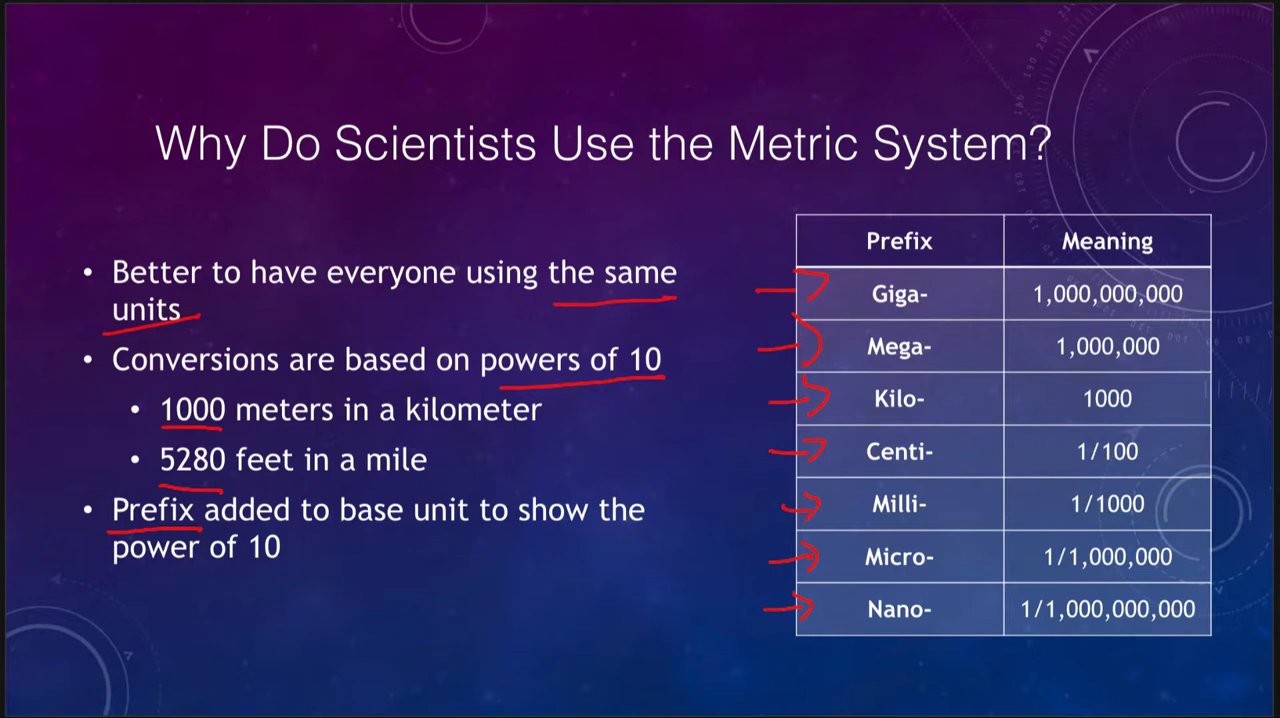 Why Do Scientists Use the Metric System?
• Better to have everyone using the same
units
• Conversions are based on powers of 10
• 1000 meters in a kilometer
• 5280 feet in a mile
• Prefix added to base unit to show the
power of 10
Prefix Meaning
Giga- 1,000,000,000
Mega- 1,000,000
Kilo- 1000
Centi- 1/100
Milli- 1/1000
Micro- 1/1,000,000
Nano- 1/1,000,000,000